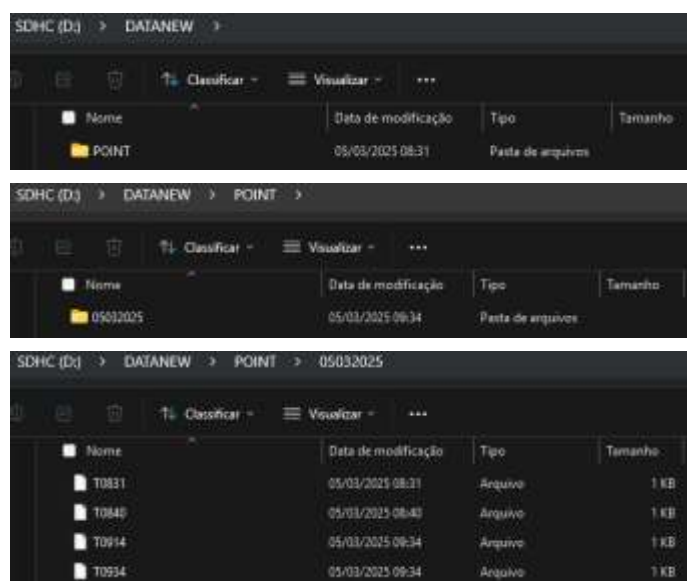 SDHC (D:) > DATANEW >
Classificar Visualizar ...
Nome Data de modificação Tipo Tamanho
POINT 05/03/2025 08:31 Pasta de arquivos
SDHC (D:) > DATANEW > POINT >
Classificar Visualizar ...
Nome Data de modificação Tipo Tamanho
05032025 05/03/2025 09:34 Pasta de arquivos
SDHC (D:) > DATANEW > POINT > 05032025
Classificar Visualizar ...
Nome Data de modificação Tipo Tamanho
T0831 05/03/2025 08:31 Arquivo 1 KB
T0840 05/03/2025 08:40 Arquivo 1 KB
T0914 05/03/2025 09:34 Arquivo 1 KB
T0934 05/03/2025 09:34 Arquivo 1 KB